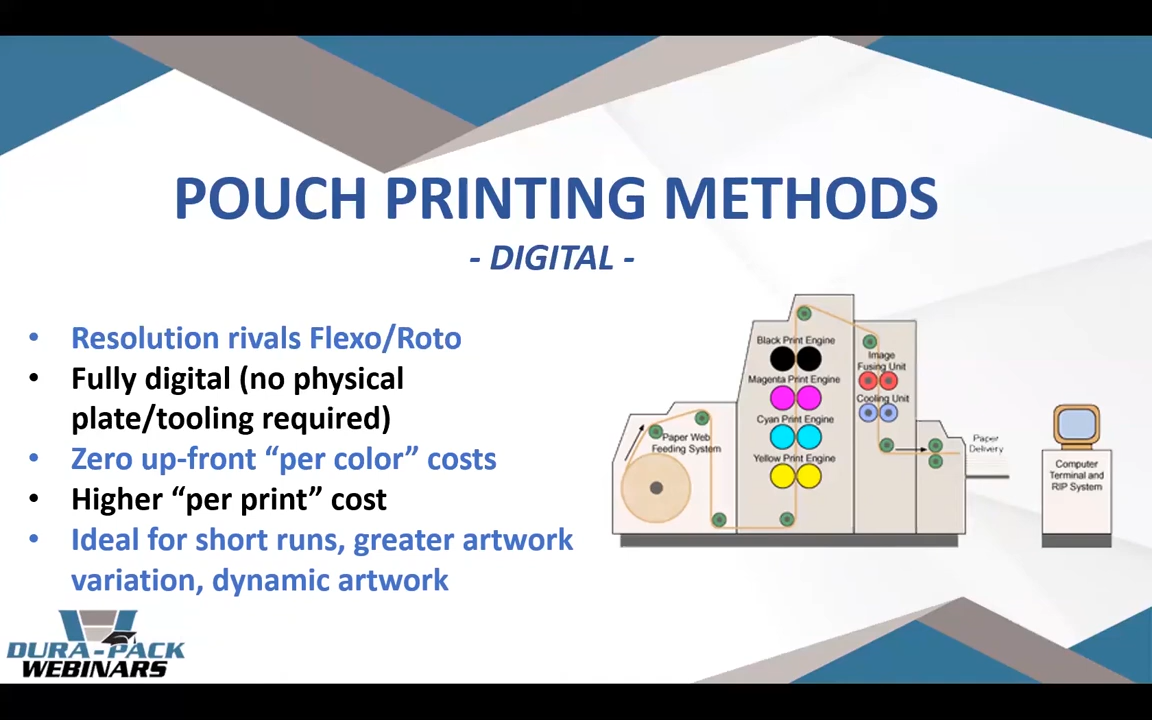 POUCH PRINTING METHODS
- DIGITAL -
• Resolution rivals Flexo/Roto
• Fully digital (no physical
plate/tooling required)
• Zero up-front “per color” costs
• Higher “per print” cost
• Ideal for short runs, greater artwork
variation, dynamic artwork
Paper Web
Feeding System
Black Print Engine
Magenta Print Engine
Cyan Print Engine
Yellow Print Engine
Image
Fusing Unit
Cooling Unit
Paper
Delivery
Computer
Terminal and
RIP System
DURA-PACK
WEBINARS